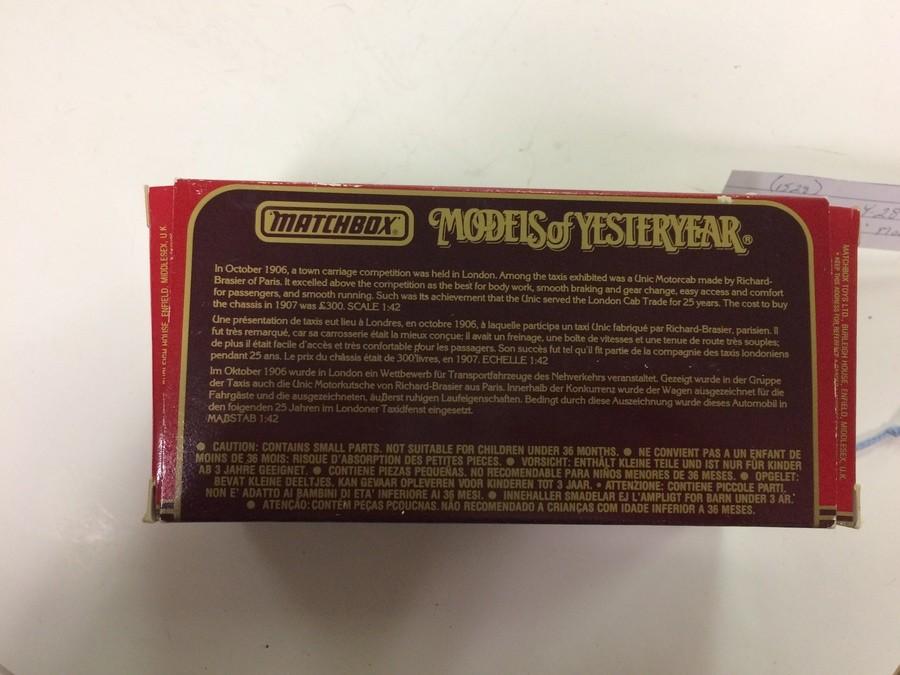 MATCHBOX MODELS of YESTERYEAR®
In October 1906, a town carriage competition was held in London. Among the taxis exhibited was a Unic Motorcab made by Richard-
Brasier of Paris. It excelled above the competition as the best for body work, smooth braking and gear change, easy access and comfort
for passengers, and smooth running. Such was its achievement that the Unic served the London Cab Trade for 25 years. The cost to buy
the chassis in 1907 was £300. SCALE 1:42
Une présentation de taxis eut lieu à Londres, en octobre 1906, à laquelle participa un taxi Unic fabriqué par Richard-Brasier, parisien. Il
fut très remarqué, car sa carrosserie était la mieux conçue; il avait un freinage, une boîte de vitesses et une tenue de route très souples;
de plus il était facile d'accès et très confortable pour les passagers. Son succès fut tel qu'il fit partie de la compagnie des taxis londoniens
pendant 25 ans. Le prix du châssis était de 300'livres, en 1907. ECHELLE 1:42
Im Oktober 1906 wurde in London ein Wettbewerb für Transportfahrzeuge des Nehverkehrs veranstaltet. Gezeigt wurde in der Gruppe
der Taxis auch die Unic Motorkutsche von Richard-Brasier aus Paris. Innerhalb der Konkurrenz wurde der Wagen ausgezeichnet für die
Fahrgäste und die ausgezeichneten, äußerst ruhigen Laufeigenschaften. Bedingt durch diese Auszeichnung wurde dieses Automobil in
den folgenden 25 Jahren im Londoner Taxidienst eingesetzt.
MAßSTAB 1:42
● CAUTION: CONTAINS SMALL PARTS. NOT SUITABLE FOR CHILDREN UNDER 36 MONTHS. ● NE CONVIENT PAS A UN ENFANT DE
MOINS DE 36 MOIS: RISQUE D'ABSORPTION DES PETITES PIECES. ● VORSICHT: ENTHÄLT KLEINE TEILE UND IST NUR FÜR KINDER
AB 3 JAHRE GEEIGNET. ● CONTIENE PIEZAS PEQUEÑAS. NO RECOMENDABLE PARA NIÑOS MENORES DE 36 MESES. ● OPGELET:
BEVAT KLEINE DEELTJES. KAN GEVAAR OPLEVEREN VOOR KINDEREN TOT 3 JAAR. • ATTENZIONE: CONTIENE PICCOLE PARTI.
NON E' ADATTO AI BAMBINI DI ETA' INFERIORE AI 36 MESI. ● INNEHALLER SMADELAR EJ LAMPLIGT FOR BARN UNDER 3 AR.
● ATENÇAO: CONTÉM PEÇAS PCOUCHAS. NÃO RECOMENDADO A CRIANÇAS COM IDADE INFERIOR A 36 MESES.
HOUSE, ENFIELD, MIDDLESEX, U.K.
MATCHBOX TOYS LTD., BURLEIGH HOUSE, ENFIELD, MIDDLESEX, U.K.
• KEEP THIS ADDRESS FOR
(1528)
Y 28